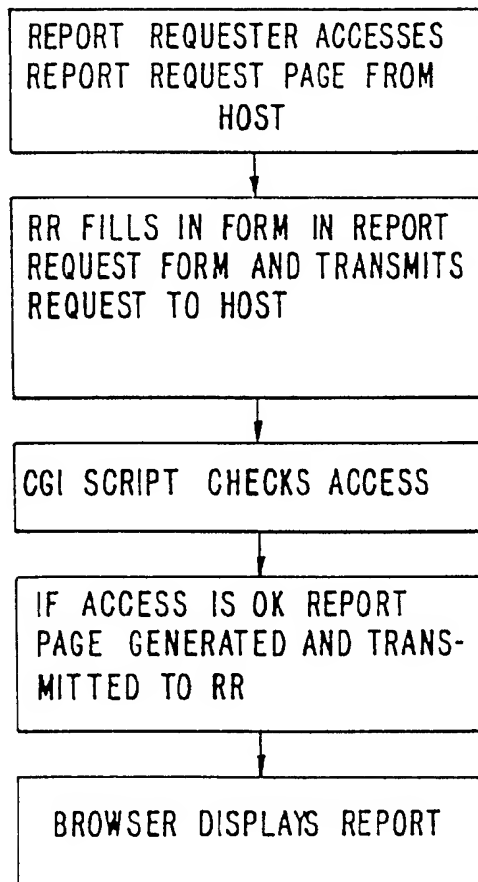 REPORT REQUESTER ACCESSES
REPORT REQUEST PAGE FROM
HOST
RR FILLS IN FORM IN REPORT
REQUEST FORM AND TRANSMITS
REQUEST TO HOST
CGI SCRIPT CHECKS ACCESS
IF ACCESS IS OK REPORT
PAGE GENERATED AND TRANS-
MITTED TO RR
BROWSER DISPLAYS REPORT